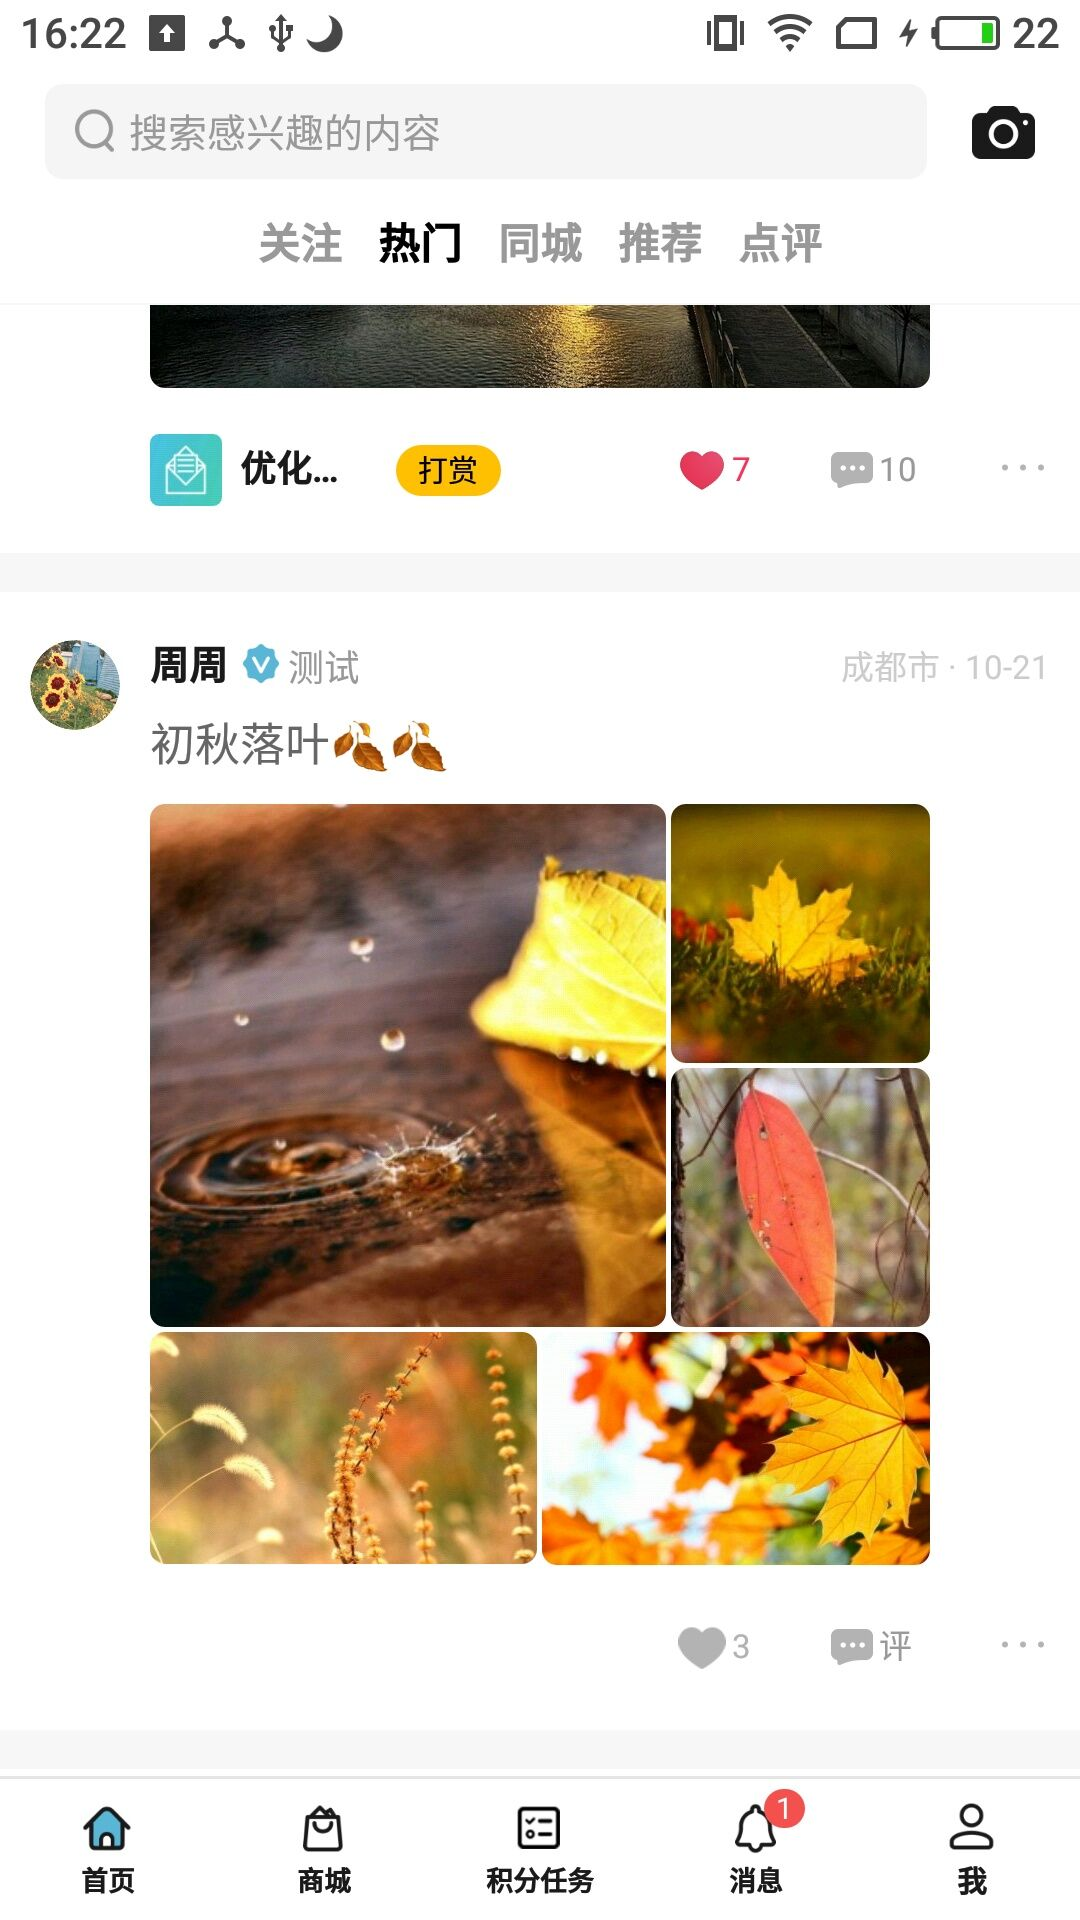 16:22 22
搜索感兴趣的内容
关注 热门 同城 推荐 点评
优化... 打赏 7 10
周周 测试 成都市 · 10-21
初秋落叶🍂🍂
3 评
1
首页 商城 积分任务 消息 我